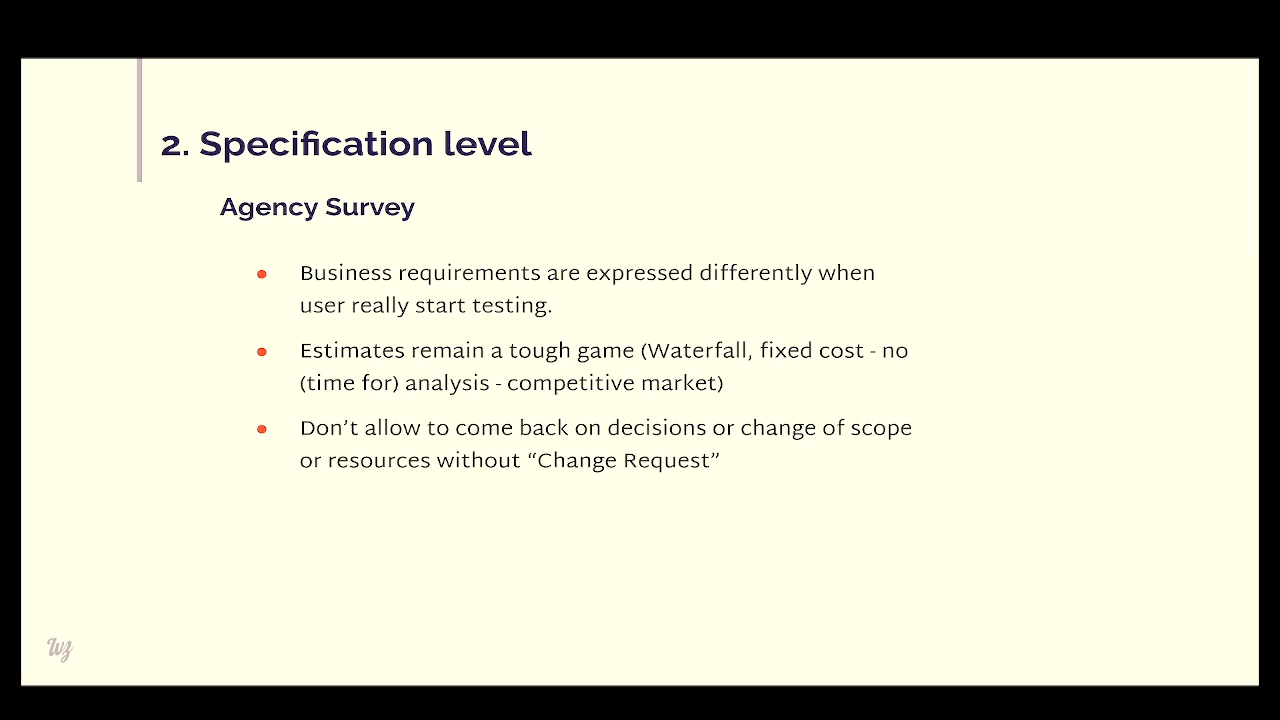 2. Specification level
Agency Survey
Business requirements are expressed differently when
user really start testing.
Estimates remain a tough game (Waterfall, fixed cost - no
(time for) analysis - competitive market)
Don’t allow to come back on decisions or change of scope
or resources without “Change Request”